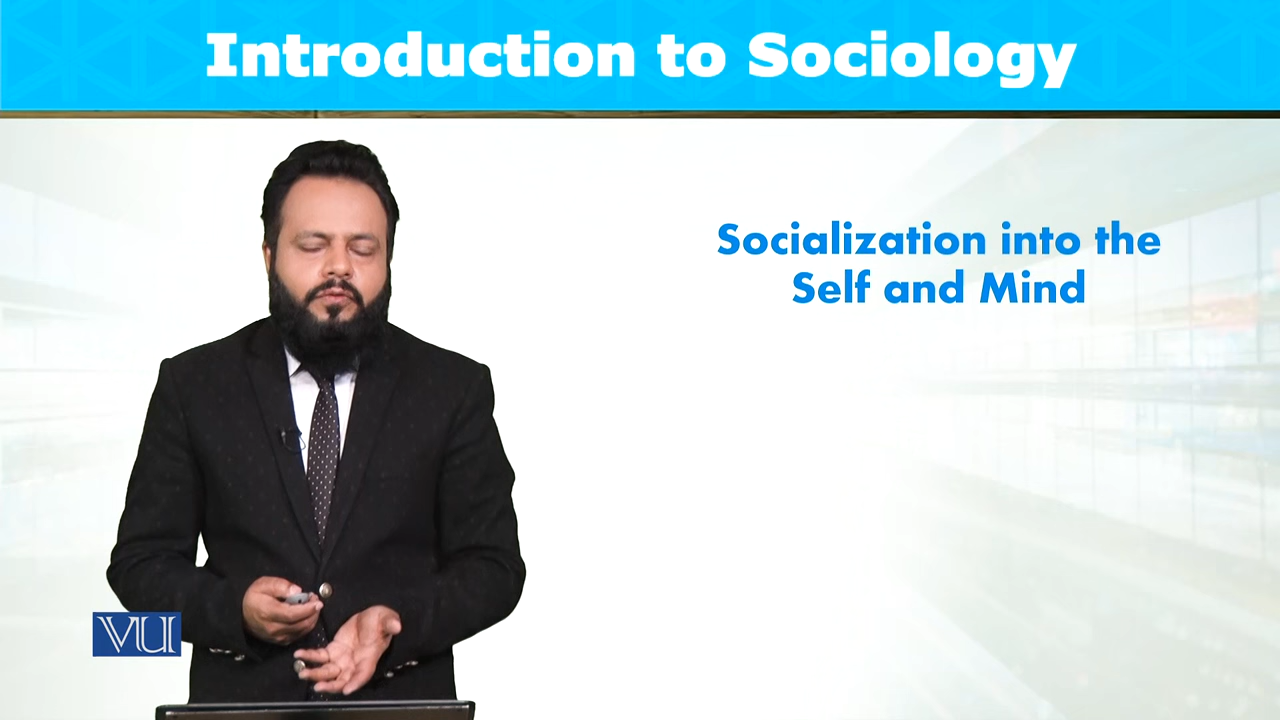 Introduction to Sociology
Socialization into the
Self and Mind
VU